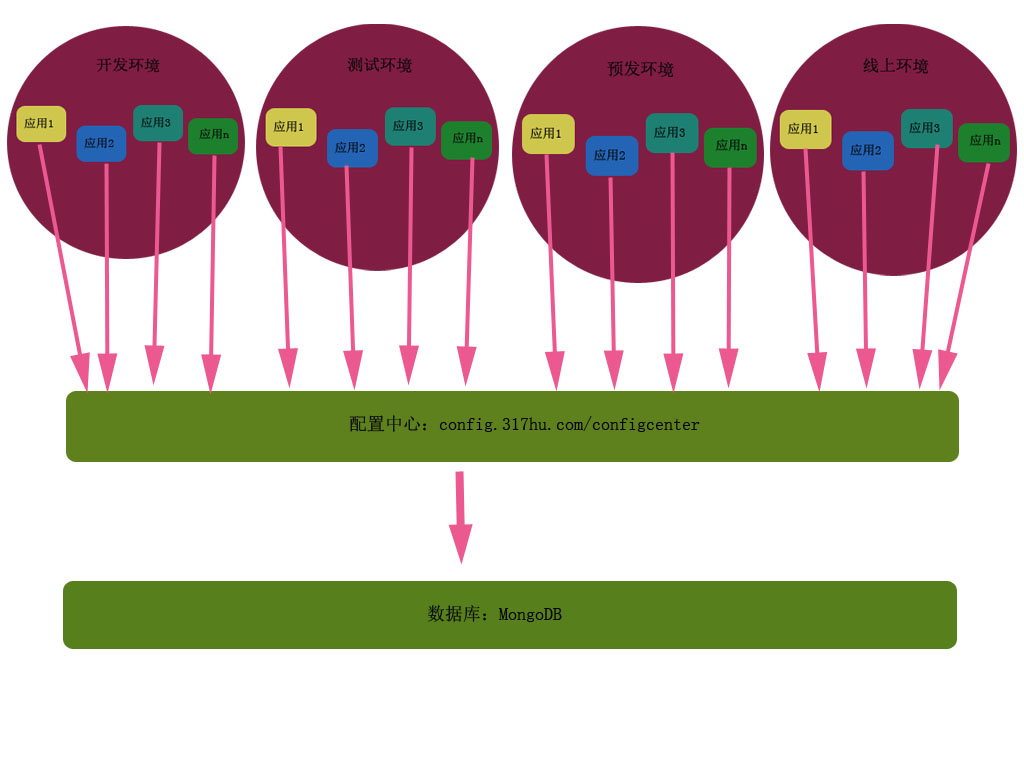 开发环境
应用1
应用2
应用3
应用n
测试环境
应用1
应用2
应用3
应用n
预发环境
应用1
应用2
应用3
应用n
线上环境
应用1
应用2
应用3
应用n
配置中心：config.317hu.com/configcenter
数据库：MongoDB